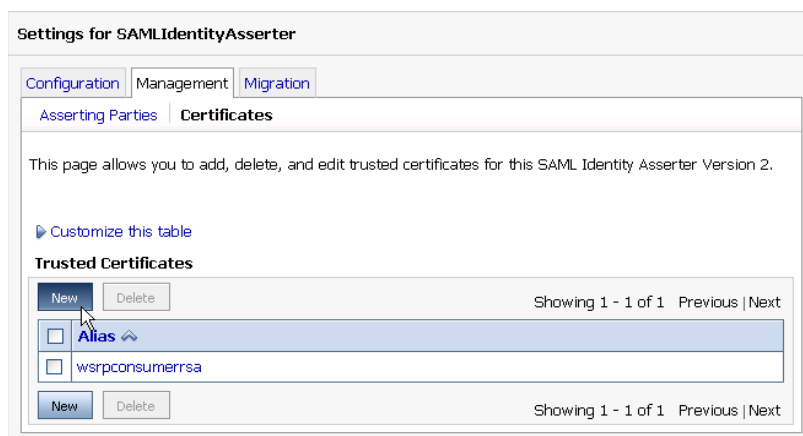 Settings for SAMLIdentityAsserter
Configuration Management Migration
Asserting Parties Certificates
This page allows you to add, delete, and edit trusted certificates for this SAML Identity Asserter Version 2.
Customize this table
Trusted Certificates
New Delete Showing 1 - 1 of 1 Previous | Next
Alias
wsrpconsumerrsa
New Delete Showing 1 - 1 of 1 Previous | Next